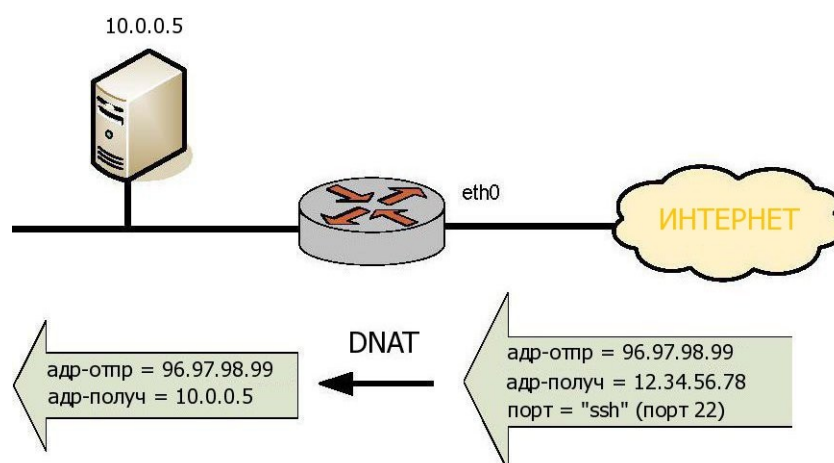 10.0.0.5
eth0
ИНТЕРНЕТ
DNAT
адр-отпр = 96.97.98.99
адр-получ = 10.0.0.5
адр-отпр = 96.97.98.99
адр-получ = 12.34.56.78
порт = "ssh" (порт 22)